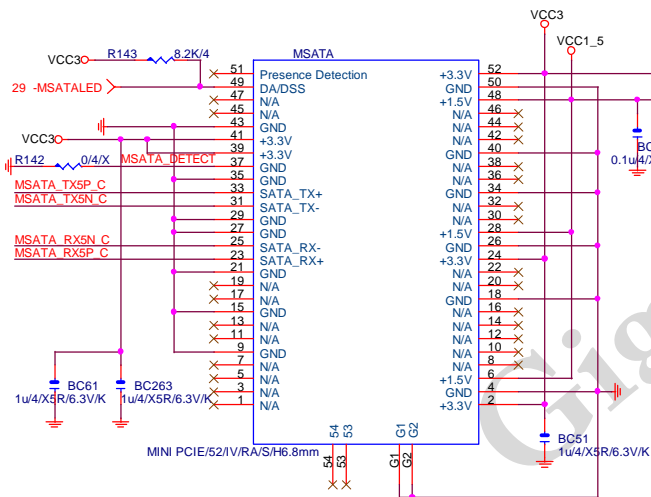 VCC3
VCC1_5
VCC3
R143
8.2K/4
MSATA
29 -MSATALED
51 Presence Detection +3.3V 52
49 DA/DSS GND 50
47 N/A +1.5V 48
45 N/A N/A 46
43 GND N/A 44
41 +3.3V N/A 42
39 +3.3V GND 40
37 GND N/A 38
35 GND N/A 36
33 SATA_TX+ GND 34
31 SATA_TX- N/A 32
29 GND N/A 30
27 GND +1.5V 28
25 SATA_RX- GND 26
23 SATA_RX+ +3.3V 24
21 GND N/A 22
19 N/A N/A 20
17 N/A GND 18
15 GND N/A 16
13 N/A N/A 14
11 N/A N/A 12
9 GND N/A 10
7 N/A N/A 8
5 N/A +1.5V 6
3 N/A GND 4
1 N/A +3.3V 2
VCC3
MSATA_DETECT
R142
0/4/X
MSATA_TX5P_C
MSATA_TX5N_C
MSATA_RX5N_C
MSATA_RX5P_C
BC
0.1u/4/X
BC61
1u/4/X5R/6.3V/K
BC263
1u/4/X5R/6.3V/K
BC51
1u/4/X5R/6.3V/K
54
53
G1
G2
54
53
G1
G2
MINI PCIE/52/IV/RA/S/H6.8mm
Gig